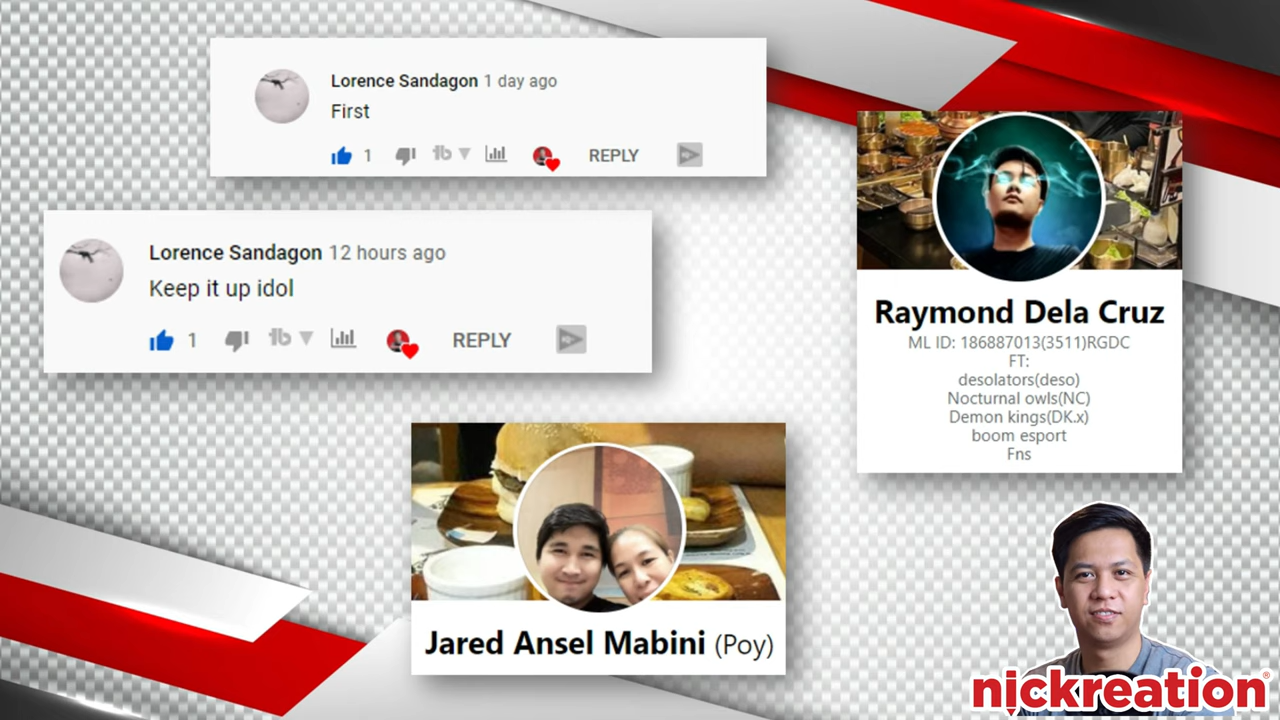 Lorence Sandagon 1 day ago
First
1
REPLY
Lorence Sandagon 12 hours ago
Keep it up idol
1
REPLY
Raymond Dela Cruz
ML ID: 186887013(3511)RGDC
FT:
desolators(deso)
Nocturnal owls(NC)
Demon kings(DK.x)
boom esport
Fns
Jared Ansel Mabini (Poy)
nickreation®